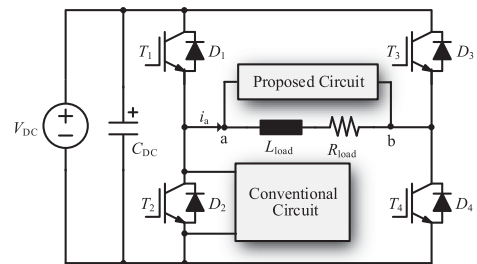 T1
D1
T3
D3
Proposed Circuit
VDC
+
−
+
CDC
ia
a
b
Lload
Rload
T2
D2
Conventional
Circuit
T4
D4